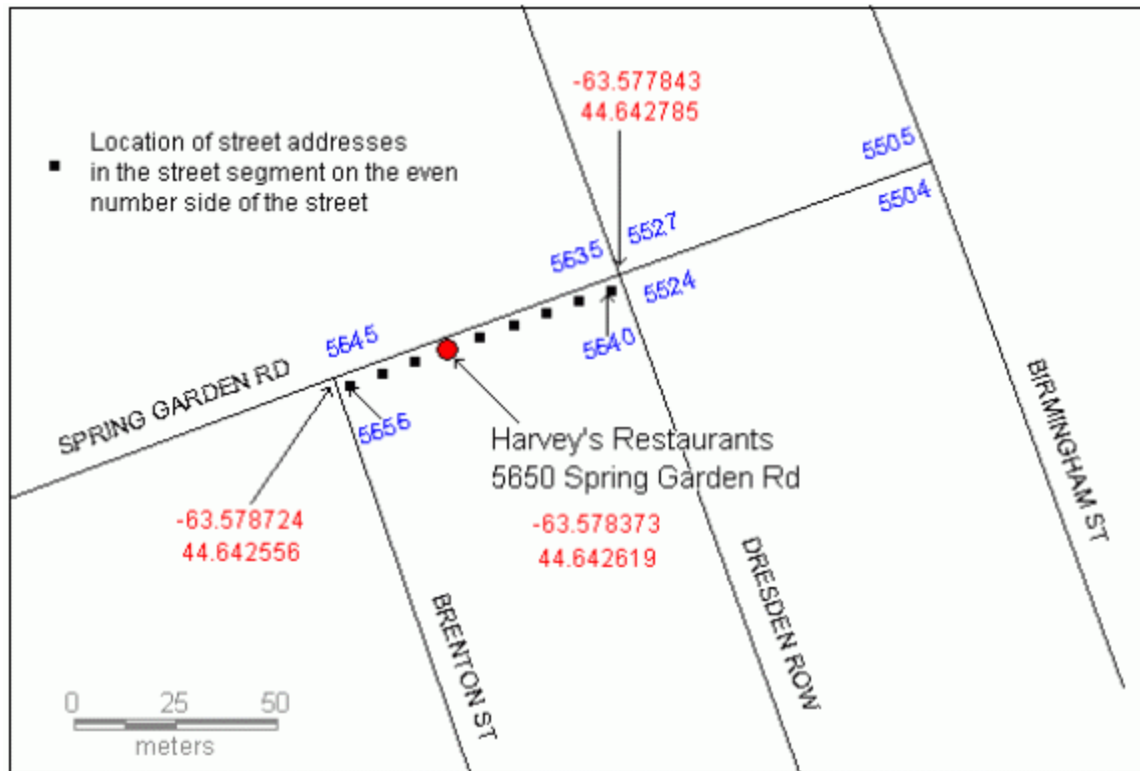 -63.577843
44.642785
Location of street addresses
in the street segment on the even
number side of the street
5505
5504
5527
5635
5524
5645
5640
SPRING GARDEN RD
5656
BIRMINGHAM ST
Harvey's Restaurants
5650 Spring Garden Rd
-63.578724
44.642556
-63.578373
44.642619
DRESDEN ROW
BRENTON ST
0 25 50
meters